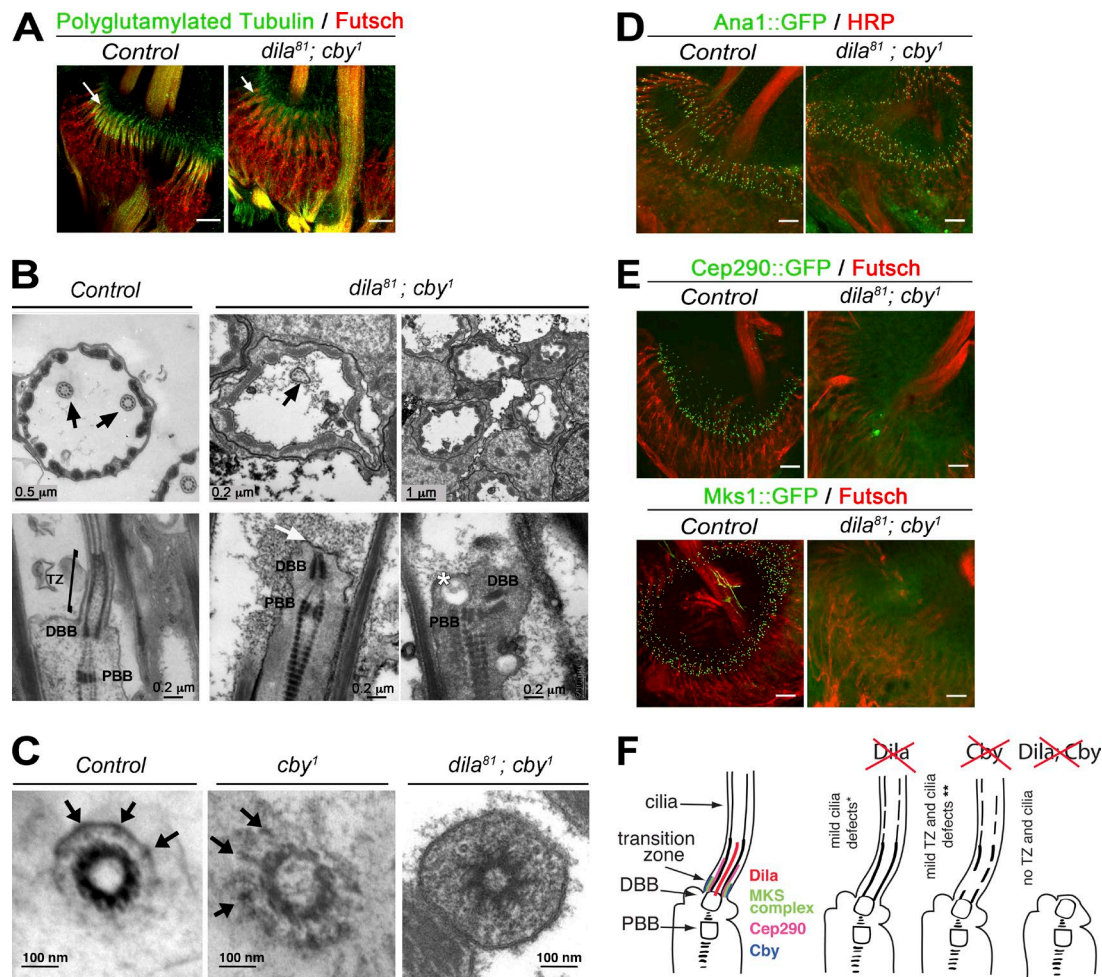 A
Polyglutamylated Tubulin / Futsch
Control
dila⁸¹; cby¹
B
Control
dila⁸¹; cby¹
0.5 µm
0.2 µm
1 µm
TZ
DBB
PBB
0.2 µm
DBB
PBB
0.2 µm
*
DBB
PBB
0.2 µm
C
Control
cby¹
dila⁸¹; cby¹
100 nm
100 nm
100 nm
D
Ana1::GFP / HRP
Control
dila⁸¹; cby¹
E
Cep290::GFP / Futsch
Control
dila⁸¹; cby¹
Mks1::GFP / Futsch
Control
dila⁸¹; cby¹
F
cilia
transition
zone
DBB
PBB
Dila
MKS
complex
Cep290
Cby
Dila
mild cilia
defects*
Cby
mild TZ and cilia
defects **
Dila, Cby
no TZ and cilia